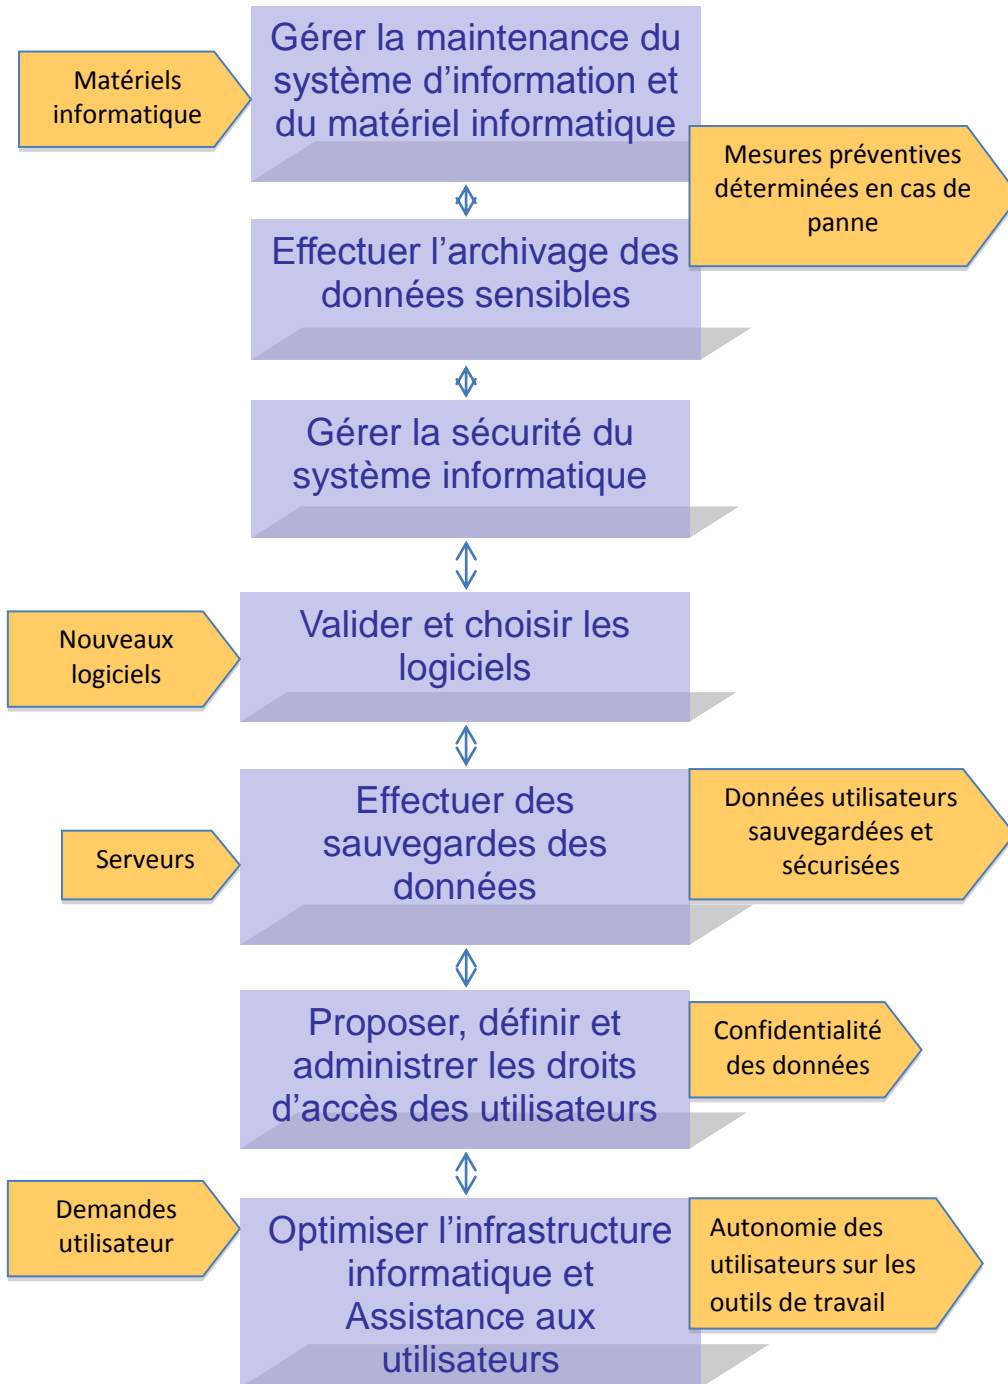 Gérer la maintenance du
système d’information et
du matériel informatique
Matériels
informatique
Mesures préventives
déterminées en cas de
panne
Effectuer l’archivage des
données sensibles
Gérer la sécurité du
système informatique
Nouveaux
logiciels
Valider et choisir les
logiciels
Serveurs
Effectuer des
sauvegardes des
données
Données utilisateurs
sauvegardées et
sécurisées
Proposer, définir et
administrer les droits
d’accès des utilisateurs
Confidentialité
des données
Demandes
utilisateur
Optimiser l’infrastructure
informatique et
Assistance aux
utilisateurs
Autonomie des
utilisateurs sur les
outils de travail